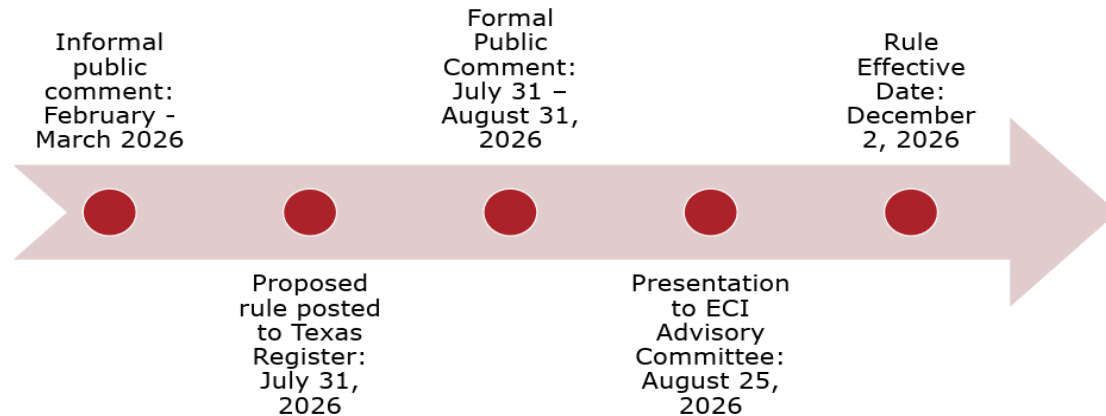 Informal
public
comment:
February -
March 2026
Proposed
rule posted
to Texas
Register:
July 31,
2026
Formal
Public
Comment:
July 31 –
August 31,
2026
Presentation
to ECI
Advisory
Committee:
August 25,
2026
Rule
Effective
Date:
December
2, 2026